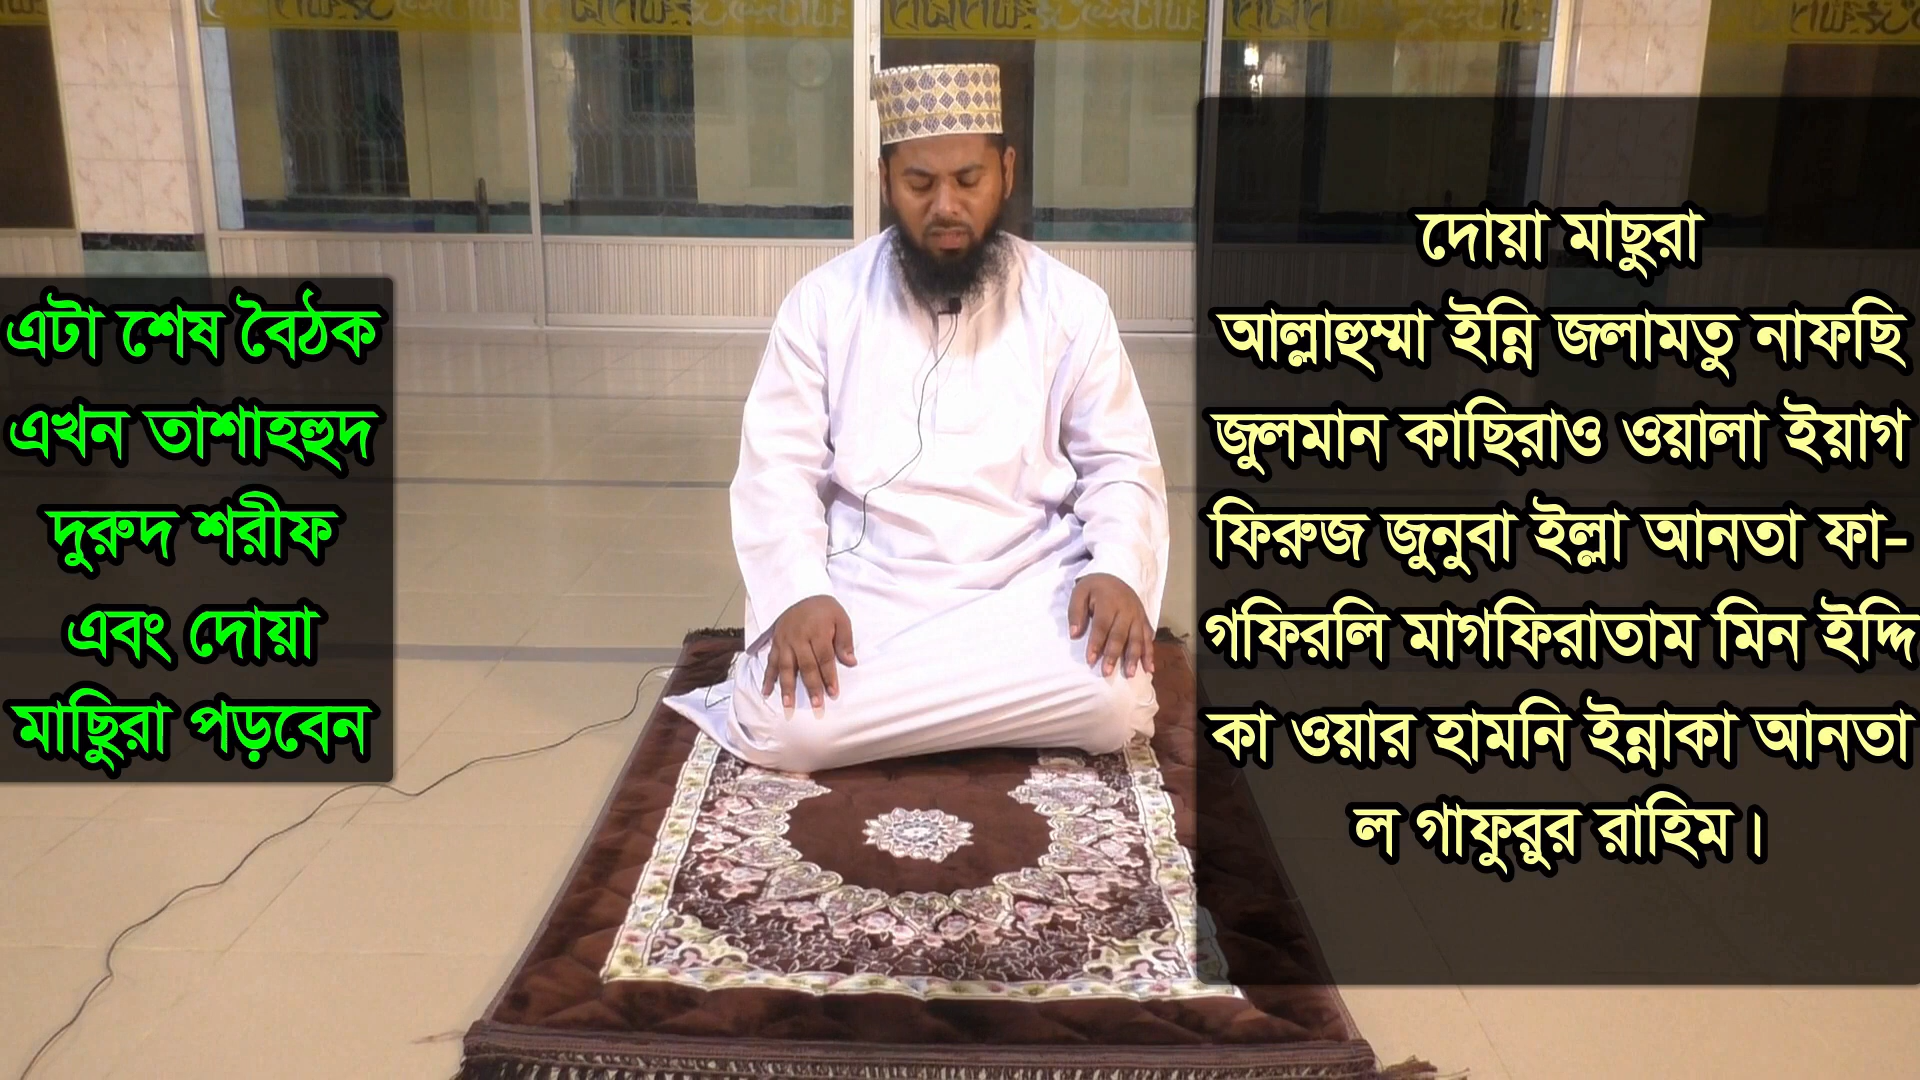 এটা শেষ বৈঠক
এখন তাশাহহুদ
দুরুদ শরীফ
এবং দোয়া
মাছুিরা পড়বেন
দোয়া মাছুরা
আল্লাহুম্মা ইন্নি জলামতু নাফছি
জুলমান কাছিরাও ওয়ালা ইয়াগ
ফিরুজ জুনুবা ইল্লা আনতা ফা-
গফিরলি মাগফিরাতাম মিন ইদ্দি
কা ওয়ার হামনি ইন্নাকা আনতা
ল গাফুরুর রাহিম।